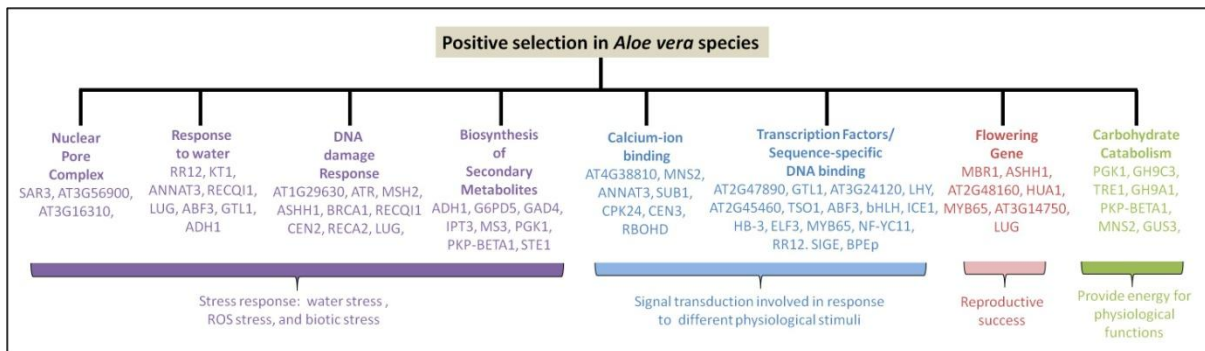 Positive selection in Aloe vera species
Nuclear
Pore
Complex
SAR3, AT3G56900,
AT3G16310,
Response
to water
RR12, KT1,
ANNAT3, RECQI1,
LUG, ABF3, GTL1,
ADH1
DNA
damage
Response
AT1G29630, ATR, MSH2,
ASHH1, BRCA1, RECQI1
CEN2, RECA2, LUG,
Biosynthesis
of
Secondary
Metabolites
ADH1, G6PD5, GAD4,
IPT3, MS3, PGK1,
PKP-BETA1, STE1
Calcium-ion
binding
AT4G38810, MNS2,
ANNAT3, SUB1,
CPK24, CEN3,
RBOHD
Transcription Factors/
Sequence-specific
DNA binding
AT2G47890, GTL1, AT3G24120, LHY,
AT2G45460, TSO1, ABF3, bHLH, ICE1,
HB-3, ELF3, MYB65, NF-YC11,
RR12. SIGE, BPEp
Flowering
Gene
MBR1, ASHH1,
AT2G48160, HUA1,
MYB65, AT3G14750,
LUG
Carbohydrate
Catabolism
PGK1, GH9C3,
TRE1, GH9A1,
PKP-BETA1,
MNS2, GUS3,
Stress response: water stress ,
ROS stress, and biotic stress
Signal transduction involved in response
to different physiological stimuli
Reproductive
success
Provide energy for
physiological
functions